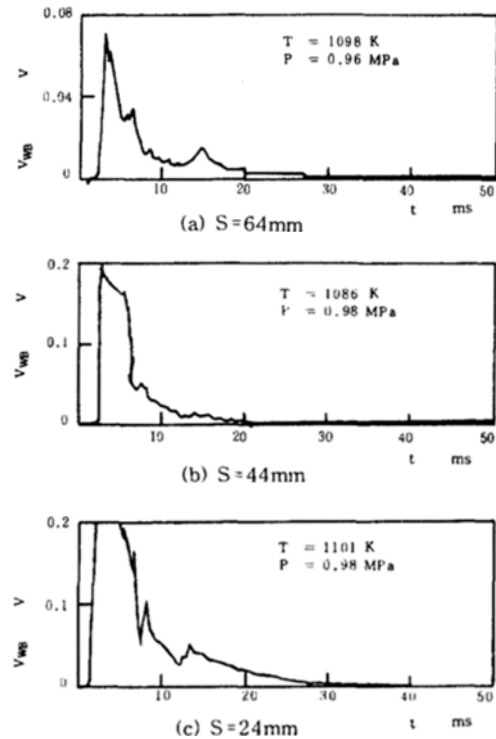 0.08
V
0.04
V_WB
0
T = 1098 K
P = 0.96 MPa
10 20 30 40 50
t ms
(a) S=64mm
0.2
V
0.1
V_WB
0
T = 1086 K
P = 0.98 MPa
10 20 30 40 50
t ms
(b) S=44mm
0.2
V
0.1
V_WB
0
T = 1101 K
P = 0.98 MPa
10 20 30 40 50
t ms
(c) S=24mm